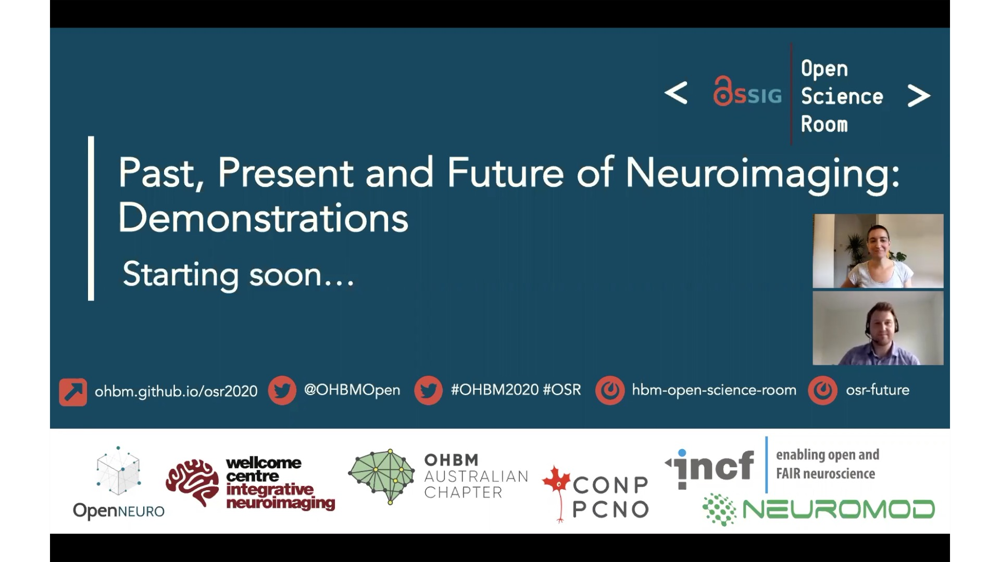 <
OSSIG
Open
Science
Room
>
Past, Present and Future of Neuroimaging:
Demonstrations
Starting soon...
ohbm.github.io/osr2020
@OHBMOpen
#OHBM2020 #OSR
hbm-open-science-room
osr-future
OpenNEURO
wellcome
centre
integrative
neuroimaging
OHBM
AUSTRALIAN
CHAPTER
CONP
PCNO
incf
enabling open and
FAIR neuroscience
NEUROMOD